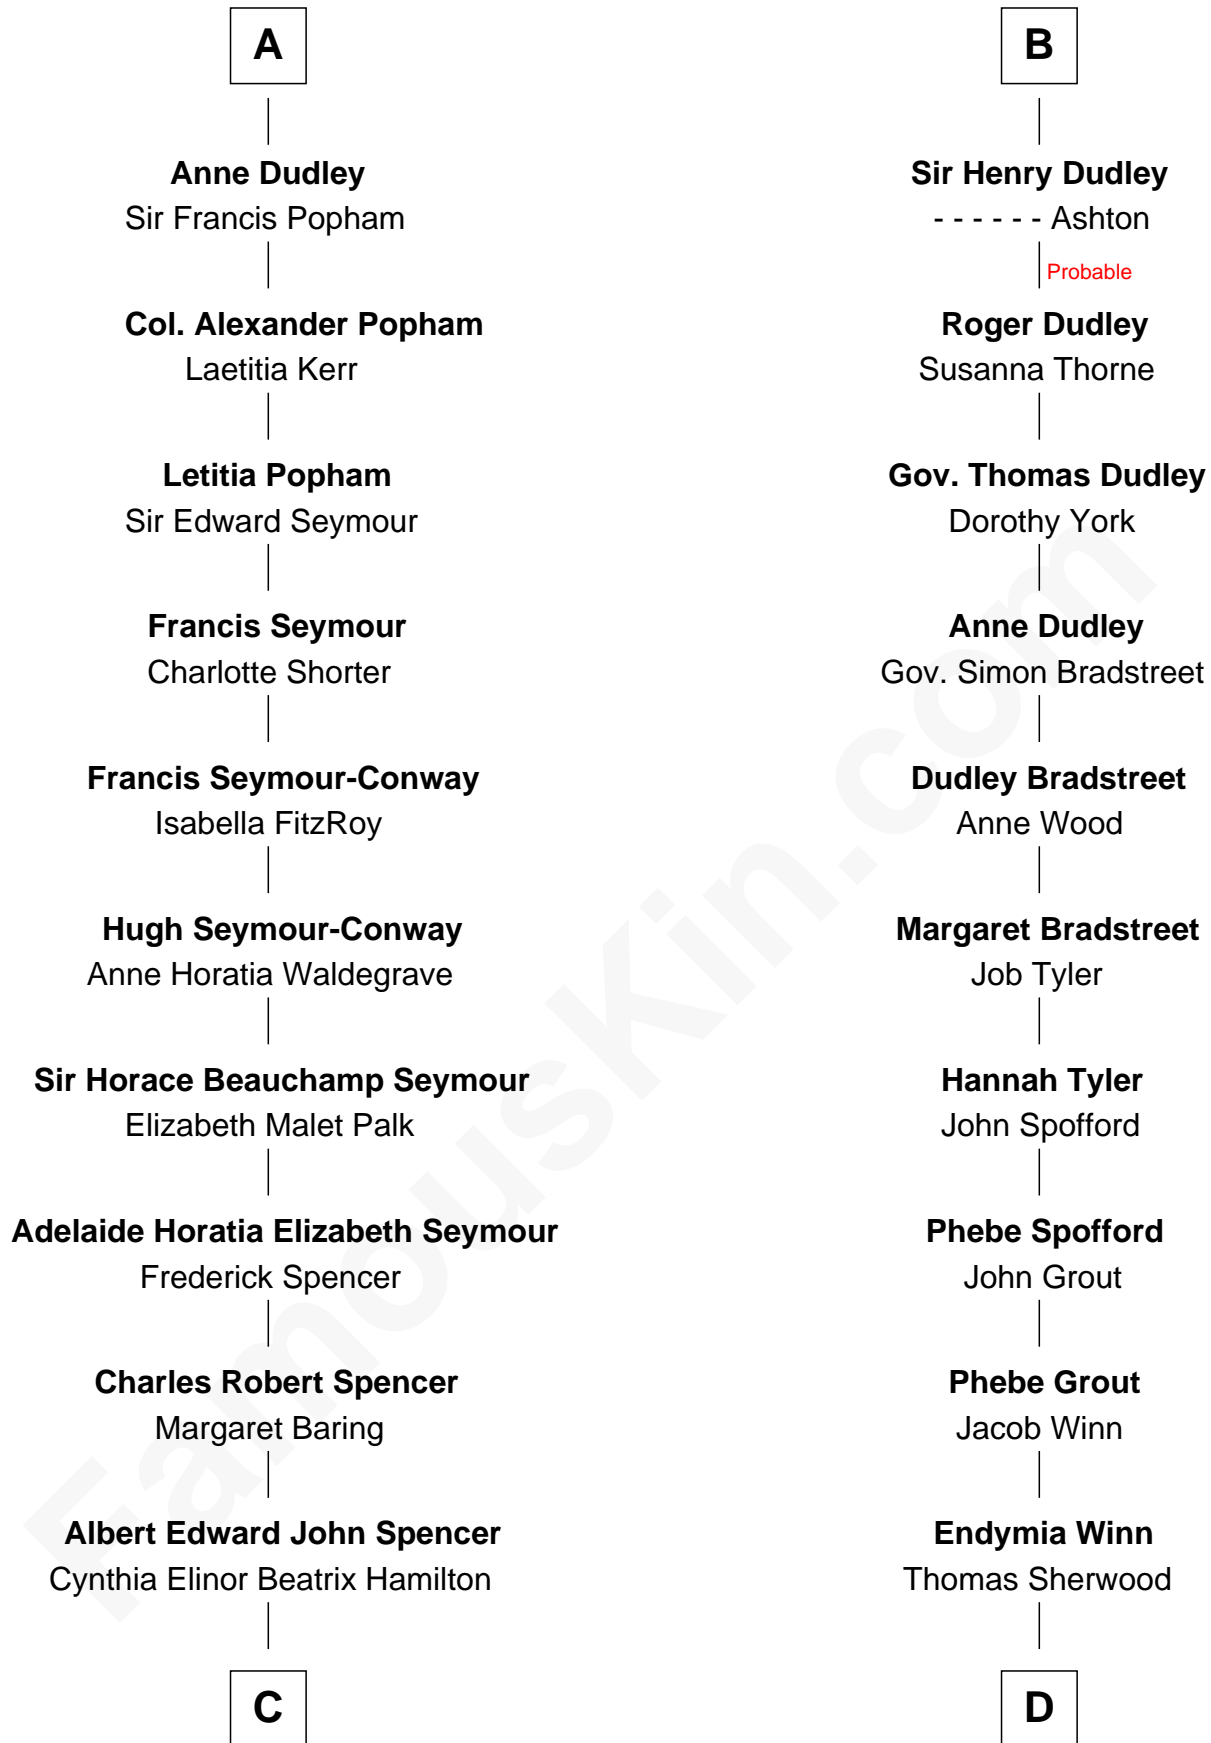 A
Anne Dudley
Sir Francis Popham
Col. Alexander Popham
Laetitia Kerr
Letitia Popham
Sir Edward Seymour
Francis Seymour
Charlotte Shorter
Francis Seymour-Conway
Isabella FitzRoy
Hugh Seymour-Conway
Anne Horatia Waldegrave
Sir Horace Beauchamp Seymour
Elizabeth Malet Palk
Adelaide Horatia Elizabeth Seymour
Frederick Spencer
Charles Robert Spencer
Margaret Baring
Albert Edward John Spencer
Cynthia Elinor Beatrix Hamilton
C
B
Sir Henry Dudley
- - - - - - Ashton
Probable
Roger Dudley
Susanna Thorne
Gov. Thomas Dudley
Dorothy York
Anne Dudley
Gov. Simon Bradstreet
Dudley Bradstreet
Anne Wood
Margaret Bradstreet
Job Tyler
Hannah Tyler
John Spofford
Phebe Spofford
John Grout
Phebe Grout
Jacob Winn
Endymia Winn
Thomas Sherwood
D
FamousKin.com